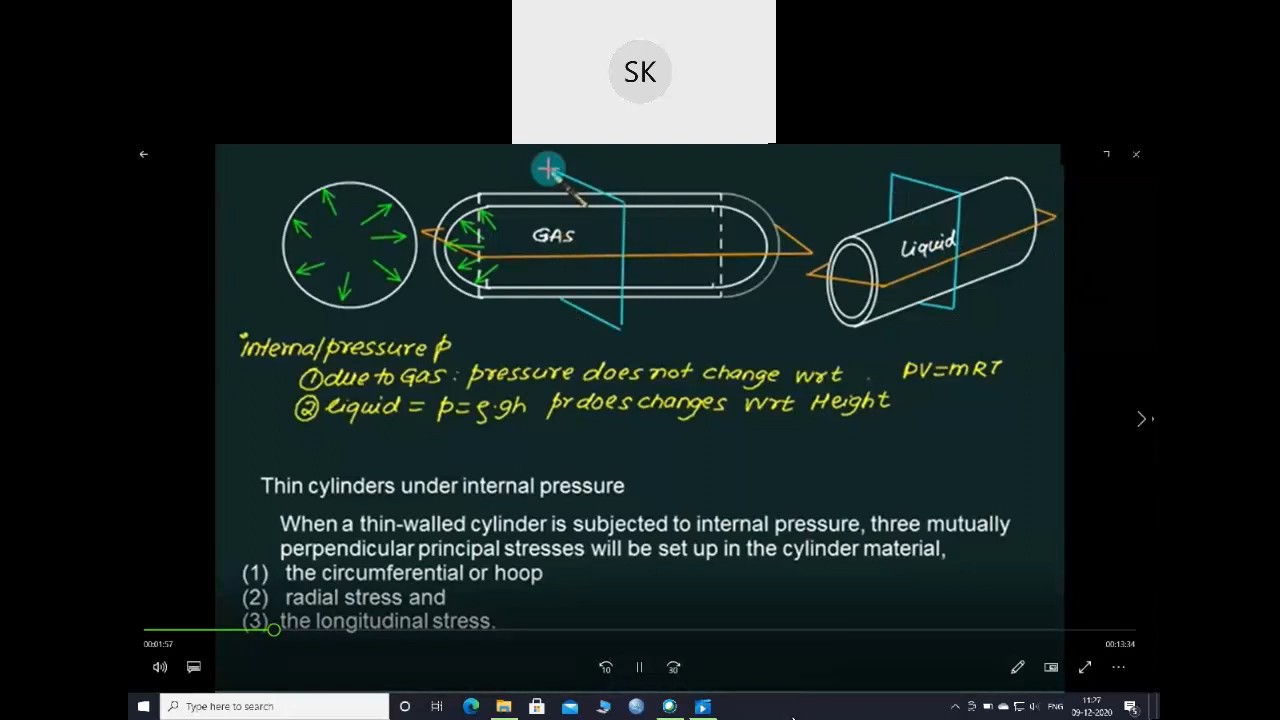 SK
GAS
Liquid
internal pressure p
① due to Gas : pressure does not change wrt . PV=mRT
② liquid = p=ρ.gh pr does changes wrt Height
Thin cylinders under internal pressure
When a thin-walled cylinder is subjected to internal pressure, three mutually
perpendicular principal stresses will be set up in the cylinder material,
(1) the circumferential or hoop
(2) radial stress and
(3) the longitudinal stress.
00:01:57
00:13:34
10
30
Type here to search
ENG
11:27
09-12-2020